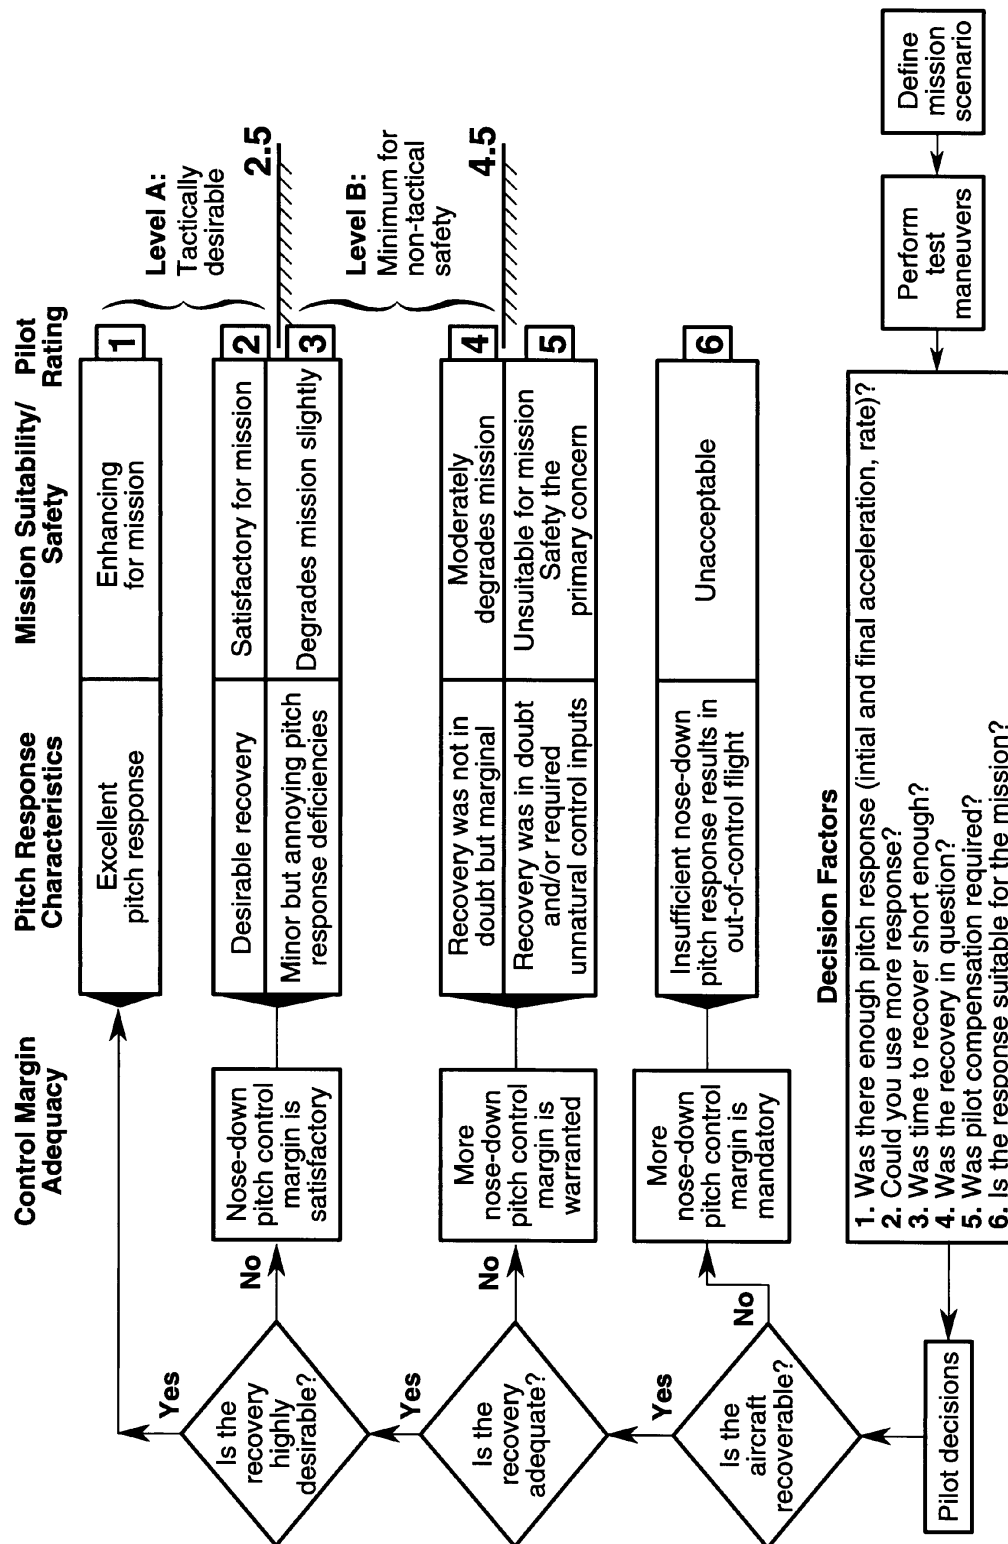 Control Margin
Adequacy
Pitch Response
Characteristics
Mission Suitability/
Safety
Pilot
Rating
Excellent
pitch response
Enhancing
for mission
1
Level A:
Tactically
desirable
Yes
Is the
recovery
highly
desirable?
No
Nose-down
pitch control
margin is
satisfactory
Desirable recovery
Satisfactory for mission
2
2.5
Minor but annoying pitch
response deficiencies
Degrades mission slightly
3
Level B:
Minimum for
non-tactical
safety
Yes
Is the
recovery
adequate?
No
More
nose-down
pitch control
margin is
warranted
Recovery was not in
doubt but marginal
Moderately
degrades mission
4
4.5
Recovery was in doubt
and/or required
unnatural control inputs
Unsuitable for mission
Safety the
primary concern
5
Yes
Is the
aircraft
recoverable?
No
More
nose-down
pitch control
margin is
mandatory
Insufficient nose-down
pitch response results in
out-of-control flight
Unacceptable
6
Pilot decisions
Decision Factors
1. Was there enough pitch response (intial and final acceleration, rate)?
2. Could you use more response?
3. Was time to recover short enough?
4. Was the recovery in question?
5. Was pilot compensation required?
6. Is the response suitable for the mission?
Perform
test
maneuvers
Define
mission
scenario